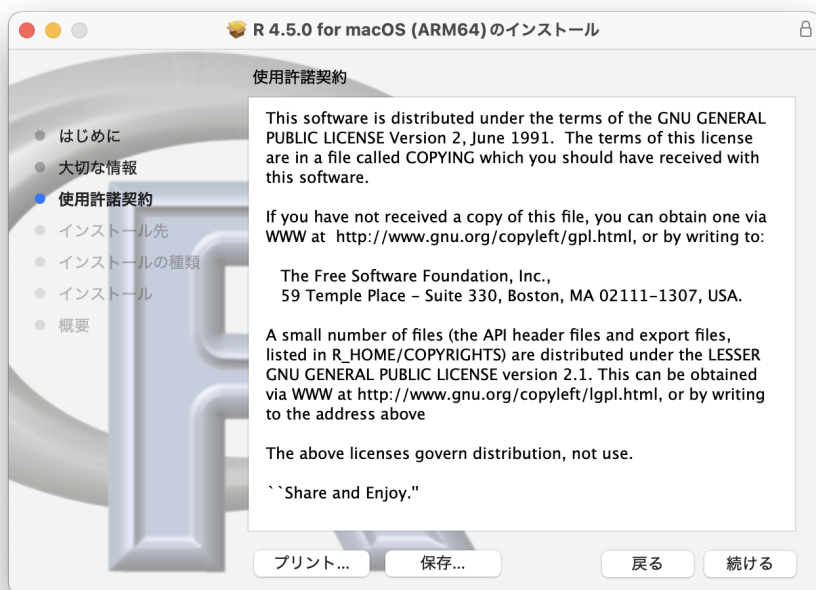 R 4.5.0 for macOS (ARM64)のインストール
使用許諾契約
はじめに
大切な情報
使用許諾契約
インストール先
インストールの種類
インストール
概要
This software is distributed under the terms of the GNU GENERAL
PUBLIC LICENSE Version 2, June 1991.  The terms of this license
are in a file called COPYING which you should have received with
this software.
If you have not received a copy of this file, you can obtain one via
WWW at  http://www.gnu.org/copyleft/gpl.html, or by writing to:
The Free Software Foundation, Inc.,
59 Temple Place – Suite 330, Boston, MA 02111–1307, USA.
A small number of files (the API header files and export files,
listed in R_HOME/COPYRIGHTS) are distributed under the LESSER
GNU GENERAL PUBLIC LICENSE version 2.1. This can be obtained
via WWW at http://www.gnu.org/copyleft/lgpl.html, or by writing
to the address above
The above licenses govern distribution, not use.
``Share and Enjoy.''
プリント...
保存...
戻る
続ける